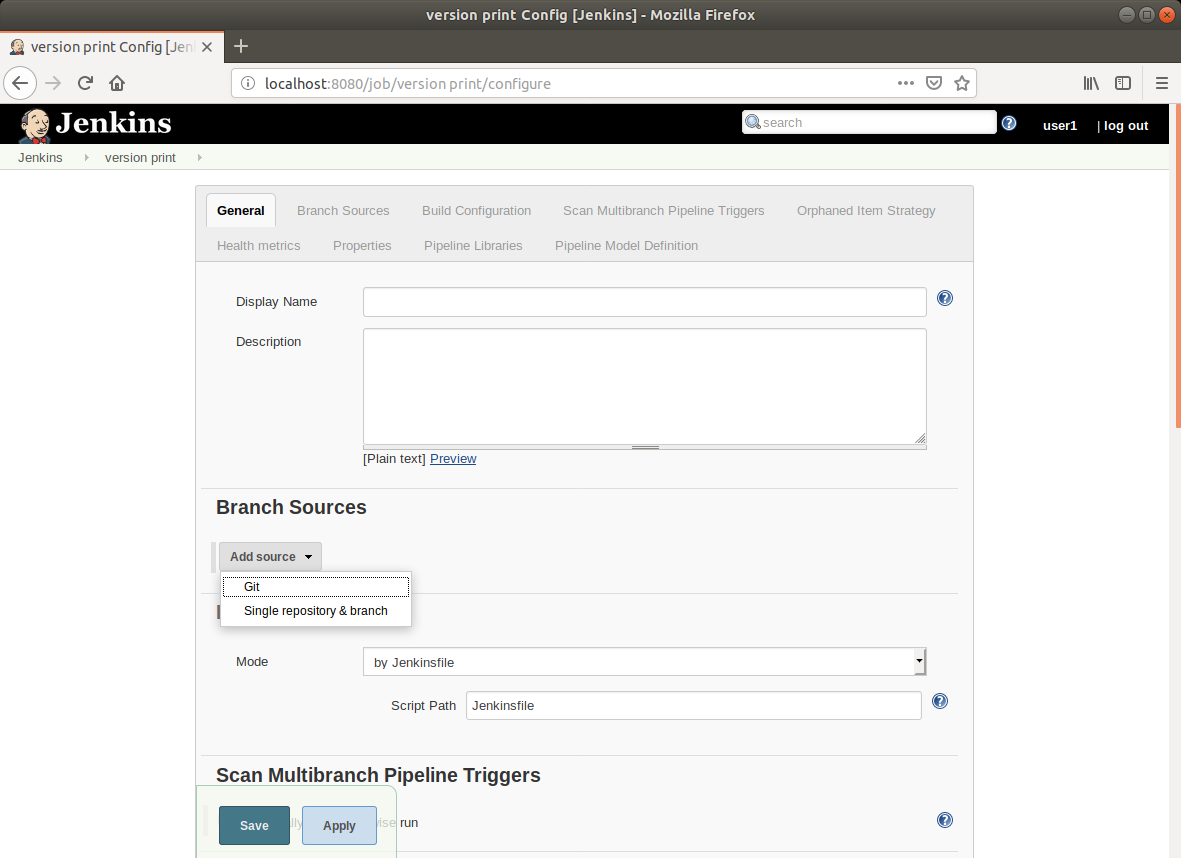 version print Config [Jenkins] - Mozilla Firefox
version print Config [Jen
localhost:8080/job/version print/configure
Jenkins
search
user1
| log out
Jenkins
version print
General
Branch Sources
Build Configuration
Scan Multibranch Pipeline Triggers
Orphaned Item Strategy
Health metrics
Properties
Pipeline Libraries
Pipeline Model Definition
Display Name
Description
[Plain text] Preview
Branch Sources
Add source
Git
Single repository & branch
Mode
by Jenkinsfile
Script Path
Jenkinsfile
Scan Multibranch Pipeline Triggers
run
Save
Apply